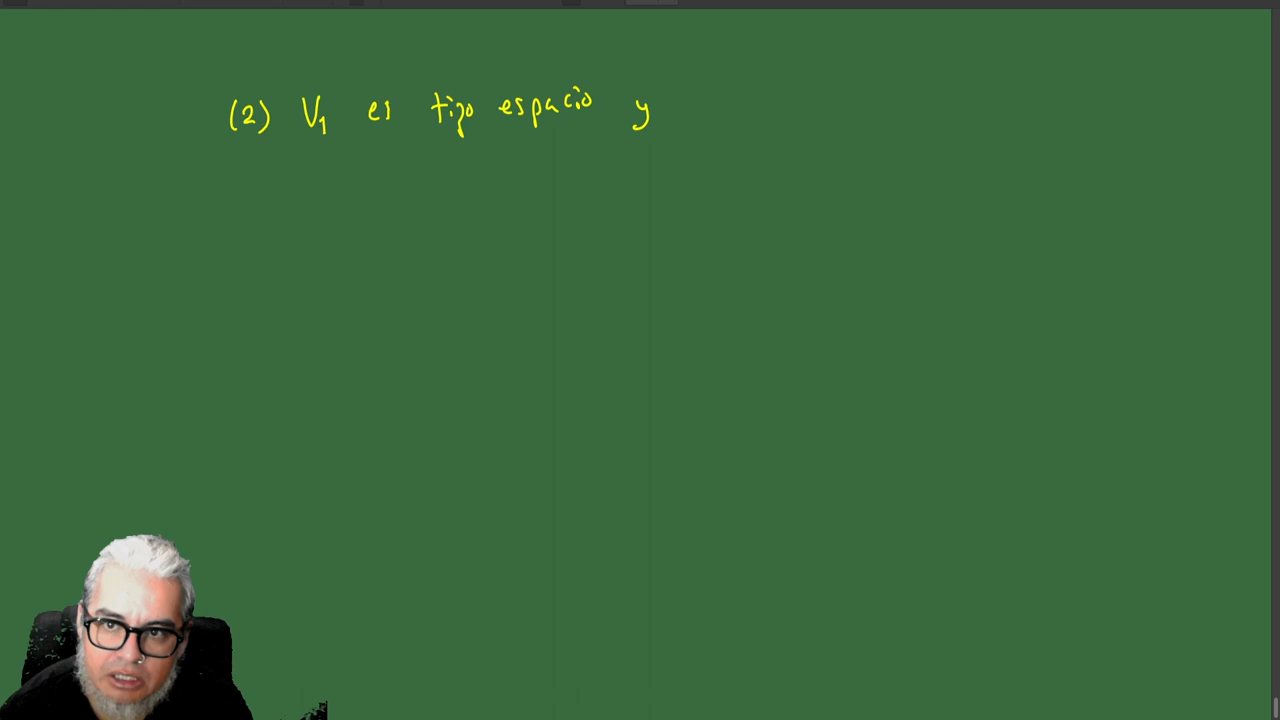 (2) V₁ es tipo espacio y